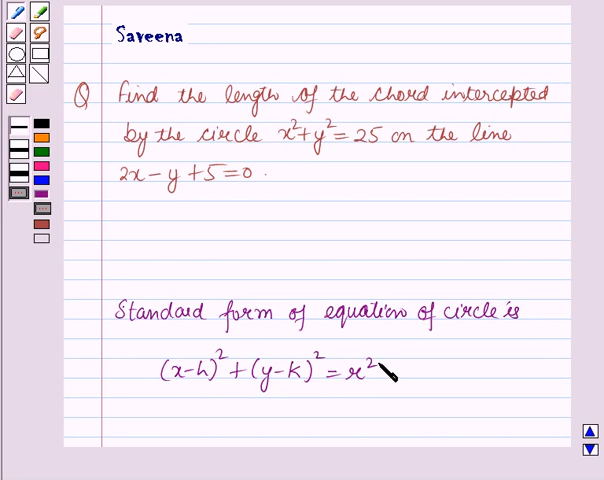 Saveena
Q Find the length of the chord intercepted
by the circle x²+y²=25 on the line
2x-y+5=0.
Standard form of equation of circle is
(x-h)²+(y-k)²=r²